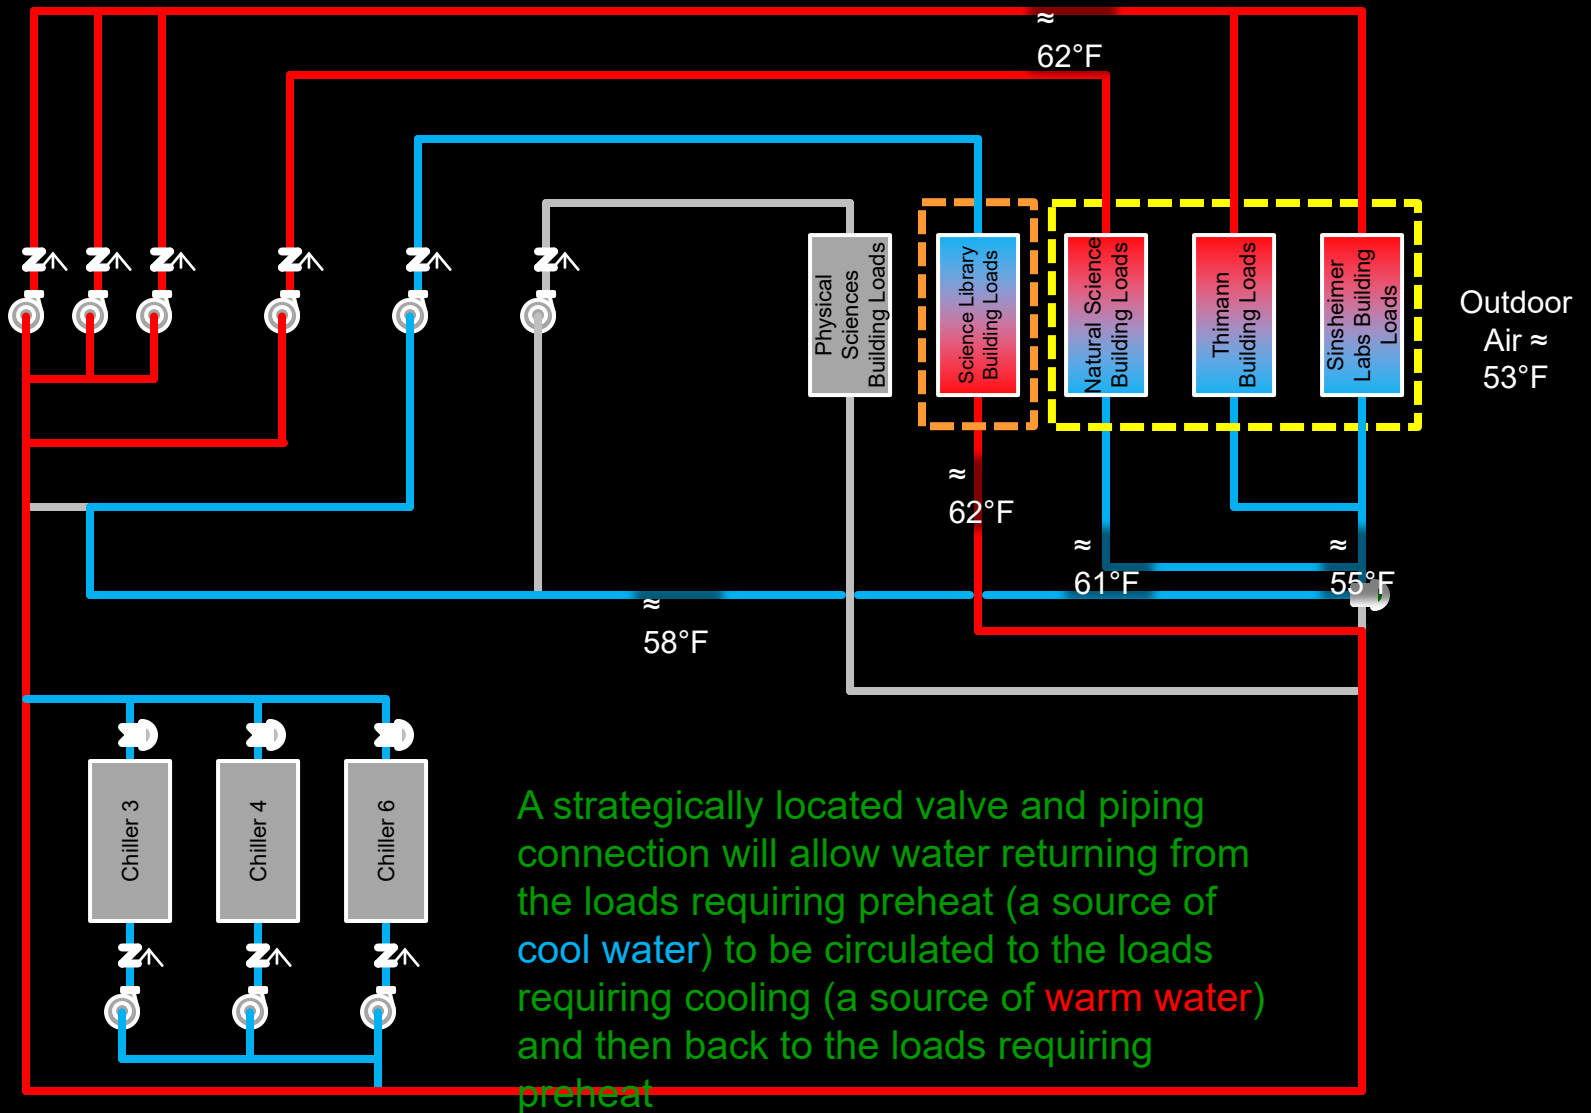 ≈
62°F
Physical
Sciences
Building Loads
Science Library
Building Loads
Natural Science
Building Loads
Thimann
Building Loads
Sinsheimer
Labs Building
Loads
Outdoor
Air ≈
53°F
≈
62°F
≈
61°F
≈
55°F
≈
58°F
Chiller 3
Chiller 4
Chiller 6
A strategically located valve and piping
connection will allow water returning from
the loads requiring preheat (a source of
cool water) to be circulated to the loads
requiring cooling (a source of warm water)
and then back to the loads requiring
preheat